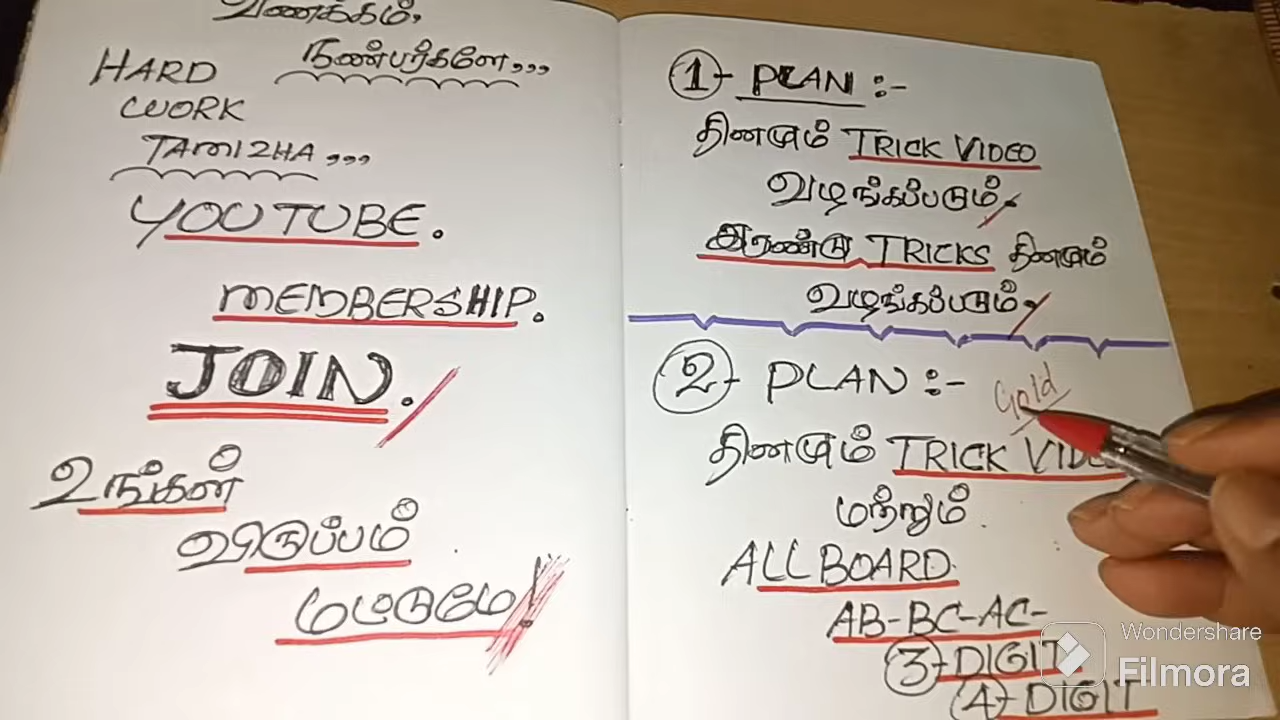 வணக்கம்,
நண்பர்களே,,,
HARD
WORK
TAMIZHA,,,
YOUTUBE.
MEMBERSHIP.
JOIN.
உங்கள்
விருப்பம்
மட்டுமே!
1- PLAN :-
தினமும் TRICK VIDEO
வழங்கப்படும்.
இரண்டு TRICKS தினமும்
வழங்கப்படும்.
2- PLAN :- Gold
தினமும் TRICK VIDEO
மற்றும்
ALL BOARD
AB-BC-AC-
3-DIGIT
4-DIGIT
Wondershare
Filmora